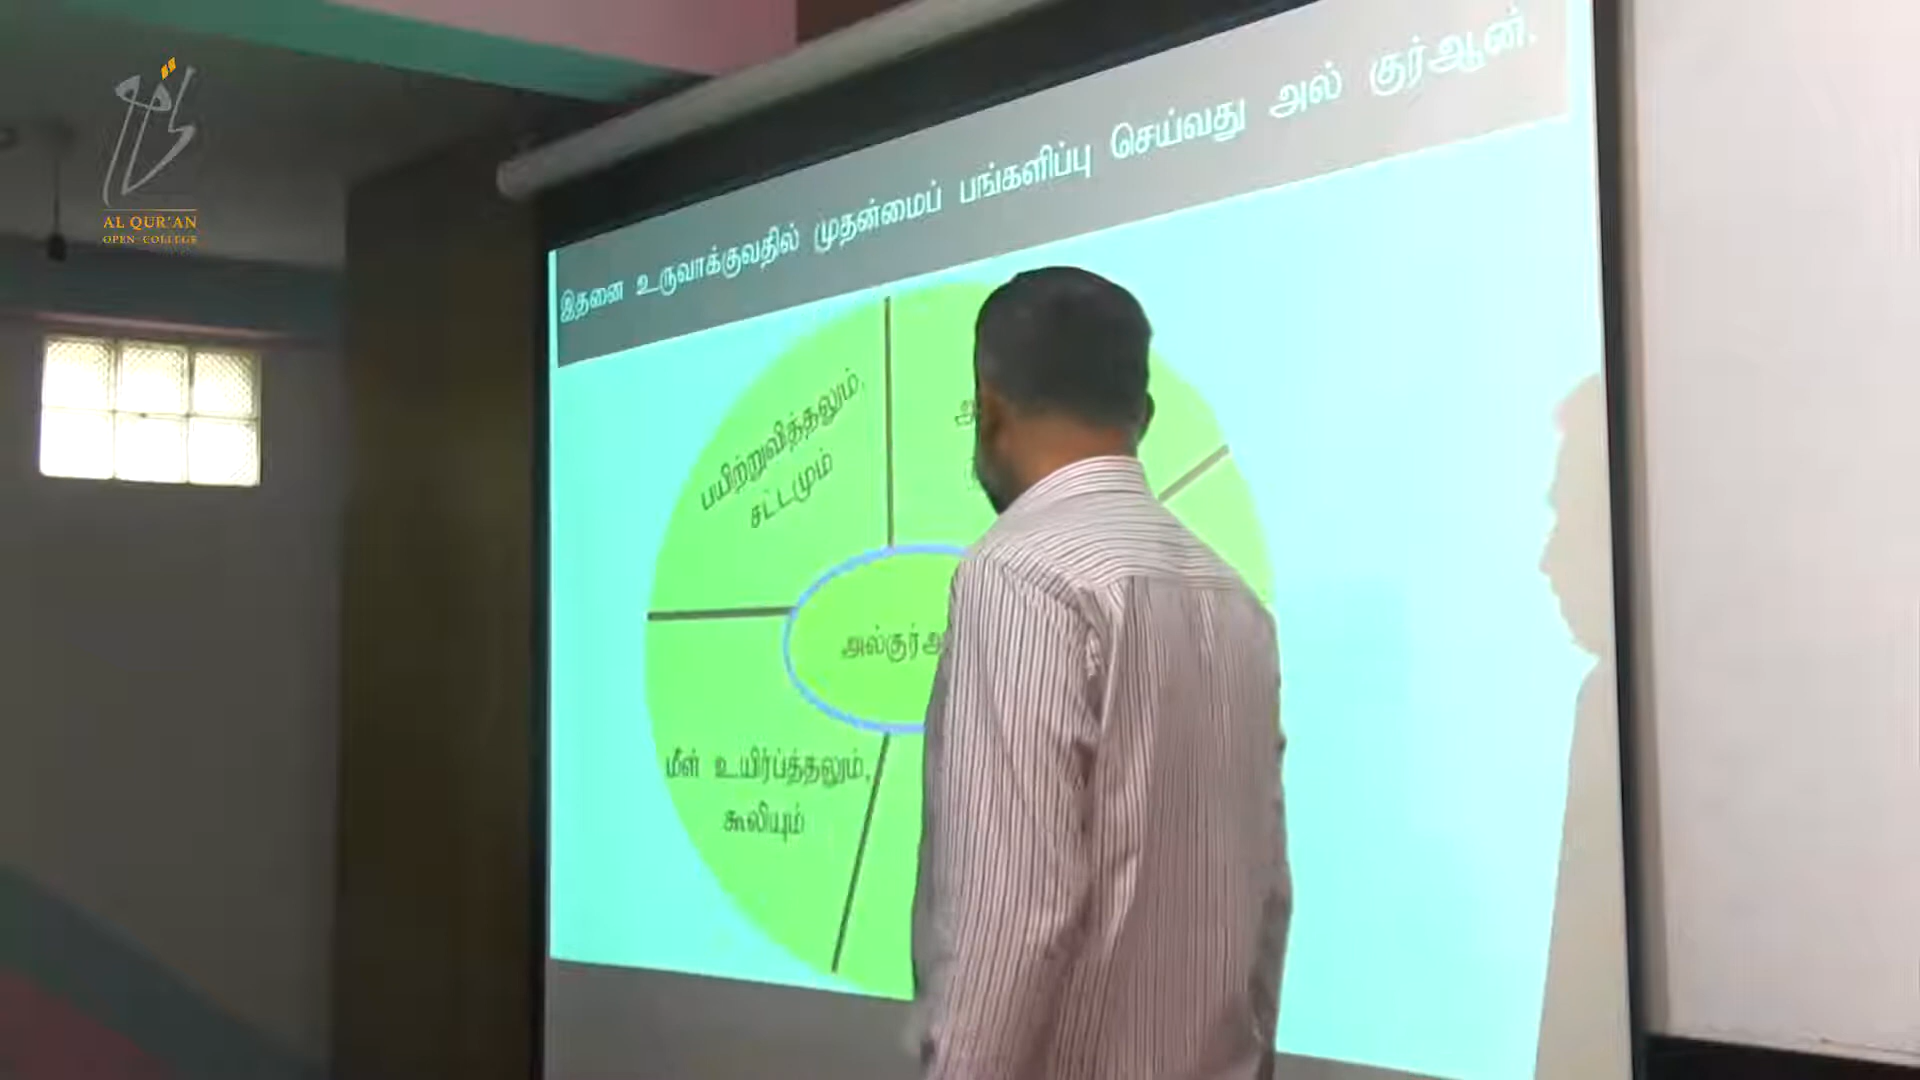 AL QUR'AN
OPEN COLLEGE
இதனை உருவாக்குவதில் முதன்மைப் பங்களிப்பு செய்வது அல் குர்ஆன்.
பயிற்றுவித்தலும்,
சட்டமும்
மீள் உயிர்ப்த்தலும்,
கூலியும்